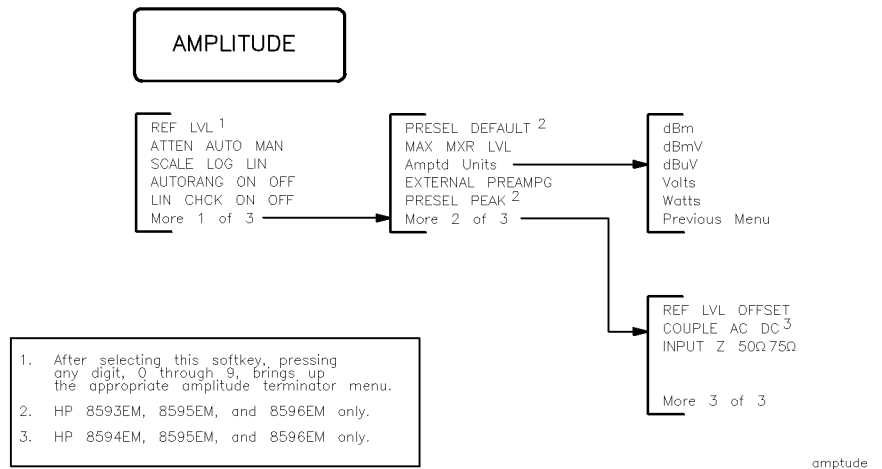 AMPLITUDE
REF LVL 1
ATTEN AUTO MAN
SCALE LOG LIN
AUTORANG ON OFF
LIN CHCK ON OFF
More 1 of 3
PRESEL DEFAULT 2
MAX MXR LVL
Amptd Units
EXTERNAL PREAMPG
PRESEL PEAK 2
More 2 of 3
dBm
dBmV
dBuV
Volts
Watts
Previous Menu
REF LVL OFFSET
COUPLE AC DC 3
INPUT Z 50Ω 75Ω
More 3 of 3
1. After selecting this softkey, pressing
any digit, 0 through 9, brings up
the appropriate amplitude terminator menu.
2. HP 8593EM, 8595EM, and 8596EM only.
3. HP 8594EM, 8595EM, and 8596EM only.
amptude